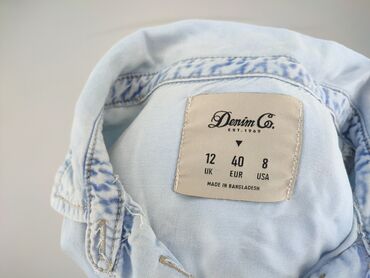 Denim Co.
EST. 1969
12 40 8
UK EUR USA
MADE IN BANGLADESH